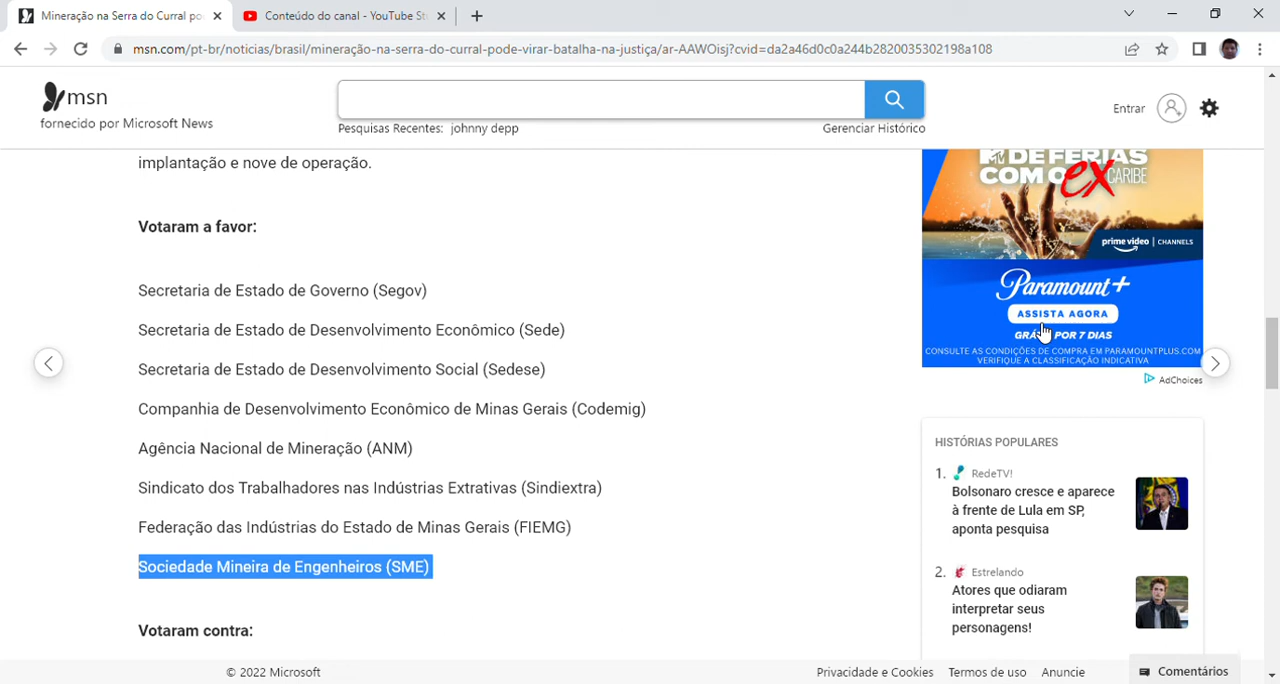 Mineração na Serra do Curral po
Conteúdo do canal - YouTube St
msn.com/pt-br/noticias/brasil/mineração-na-serra-do-curral-pode-virar-batalha-na-justiça/ar-AAWOisj?cvid=da2a46d0c0a244b2820035302198a108
msn
fornecido por Microsoft News
Pesquisas Recentes: johnny depp
Gerenciar Histórico
Entrar
implantação e nove de operação.
Votaram a favor:
Secretaria de Estado de Governo (Segov)
Secretaria de Estado de Desenvolvimento Econômico (Sede)
Secretaria de Estado de Desenvolvimento Social (Sedese)
Companhia de Desenvolvimento Econômico de Minas Gerais (Codemig)
Agência Nacional de Mineração (ANM)
Sindicato dos Trabalhadores nas Indústrias Extrativas (Sindiextra)
Federação das Indústrias do Estado de Minas Gerais (FIEMG)
Sociedade Mineira de Engenheiros (SME)
Votaram contra:
MTV DE FÉRIAS
COM O EX CARIBE
prime video | CHANNELS
Paramount+
ASSISTA AGORA
POR 7 DIAS
CONSULTE AS CONDIÇÕES DE COMPRA EM PARAMOUNTPLUS.COM
VERIFIQUE A CLASSIFICAÇÃO INDICATIVA
AdChoices
HISTÓRIAS POPULARES
1. RedeTV!
Bolsonaro cresce e aparece
à frente de Lula em SP,
aponta pesquisa
2. Estrelando
Atores que odiaram
interpretar seus
personagens!
© 2022 Microsoft
Privacidade e Cookies Termos de uso Anuncie
Comentários